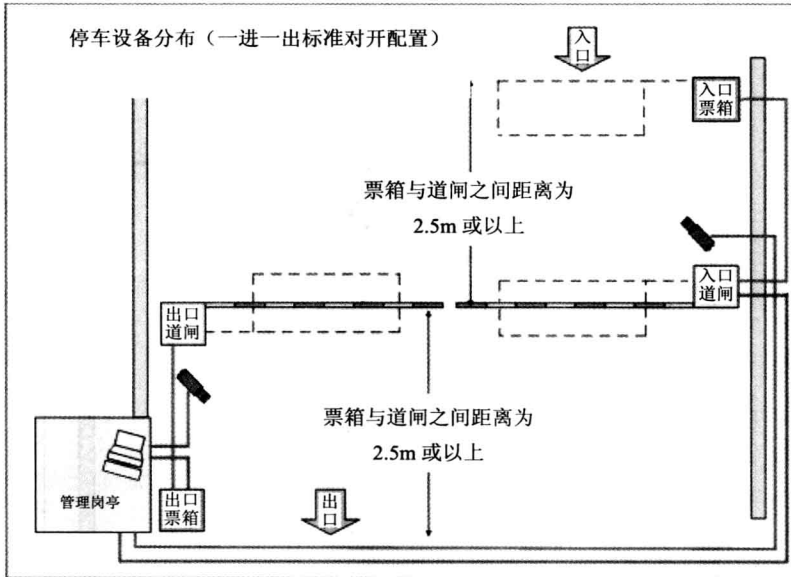 停车设备分布（一进一出标准对开配置）
入
口
入口
票箱
票箱与道闸之间距离为
2.5m 或以上
入口
道闸
出口
道闸
票箱与道闸之间距离为
2.5m 或以上
管理岗亭
出口
票箱
出
口